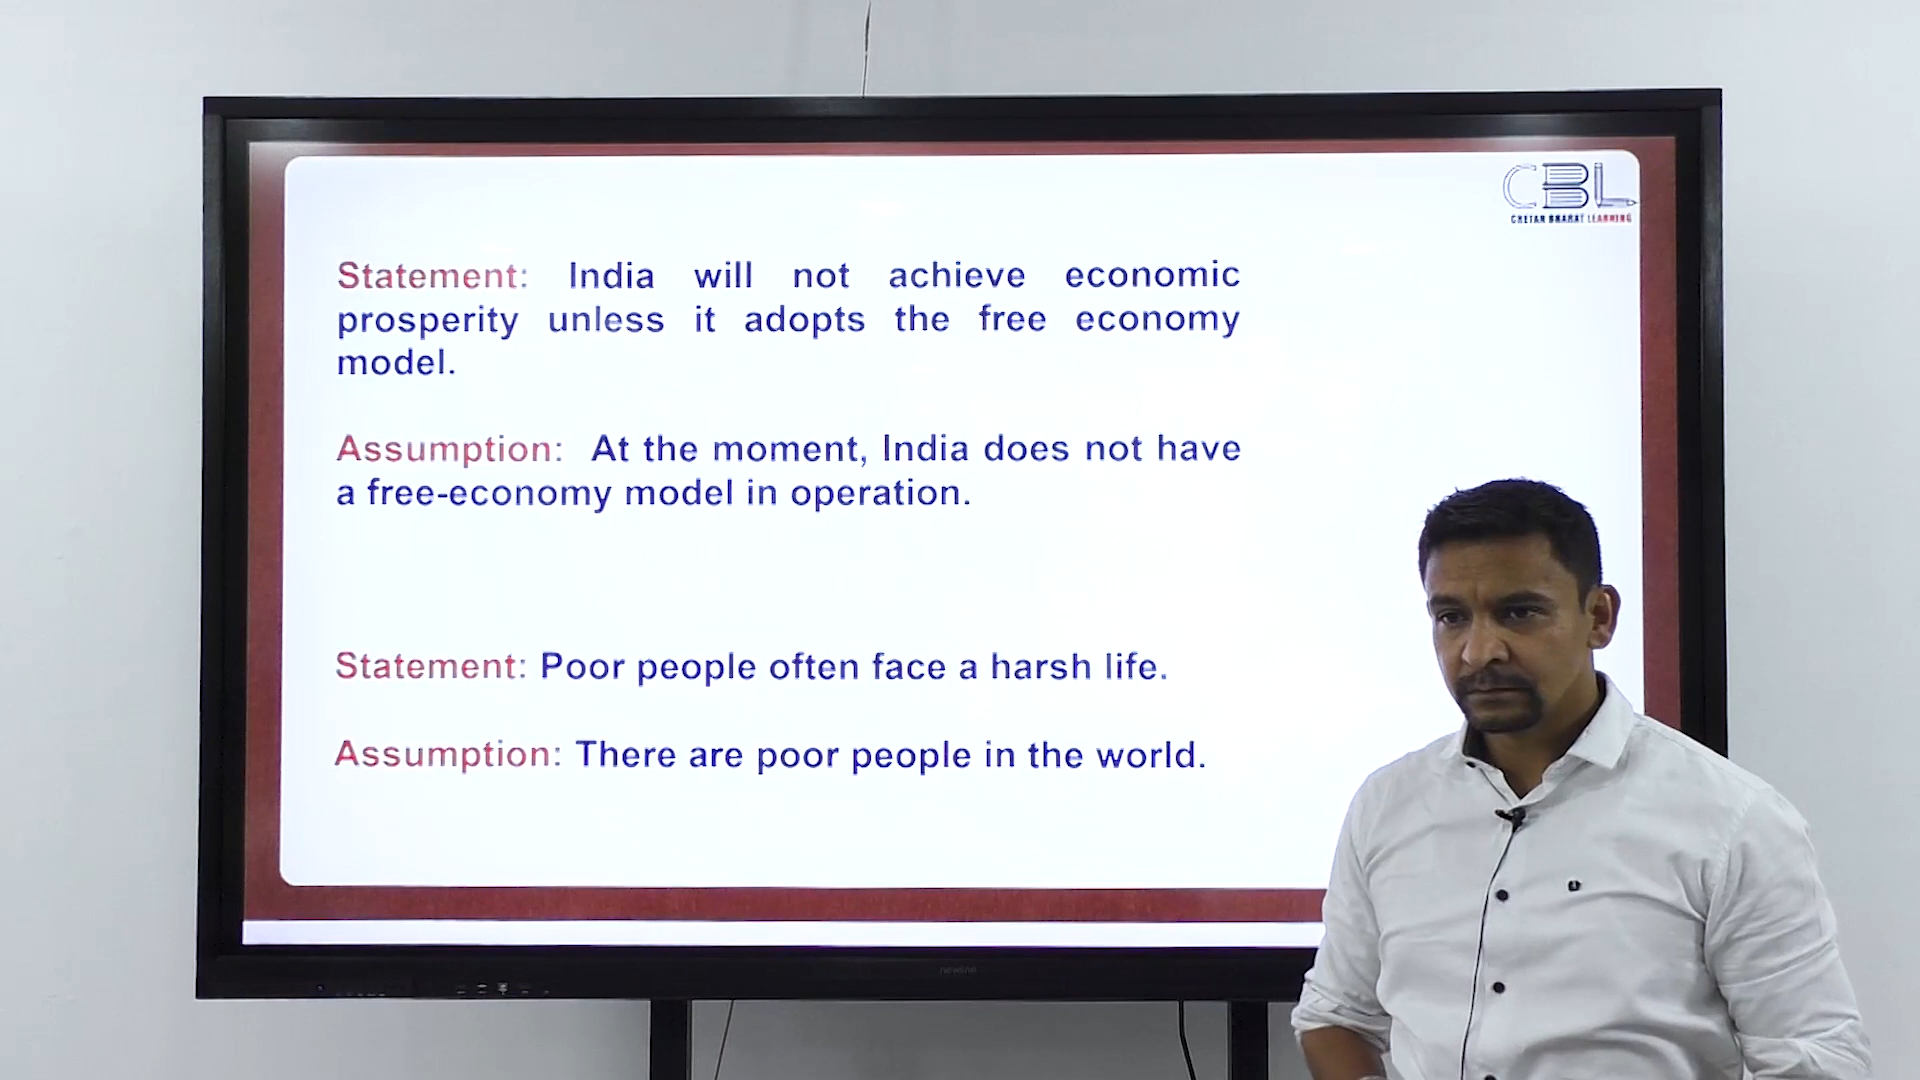 CBL
CHETAN BHARAT LEARNING
Statement: India will not achieve economic
prosperity unless it adopts the free economy
model.
Assumption: At the moment, India does not have
a free-economy model in operation.
Statement: Poor people often face a harsh life.
Assumption: There are poor people in the world.
newline